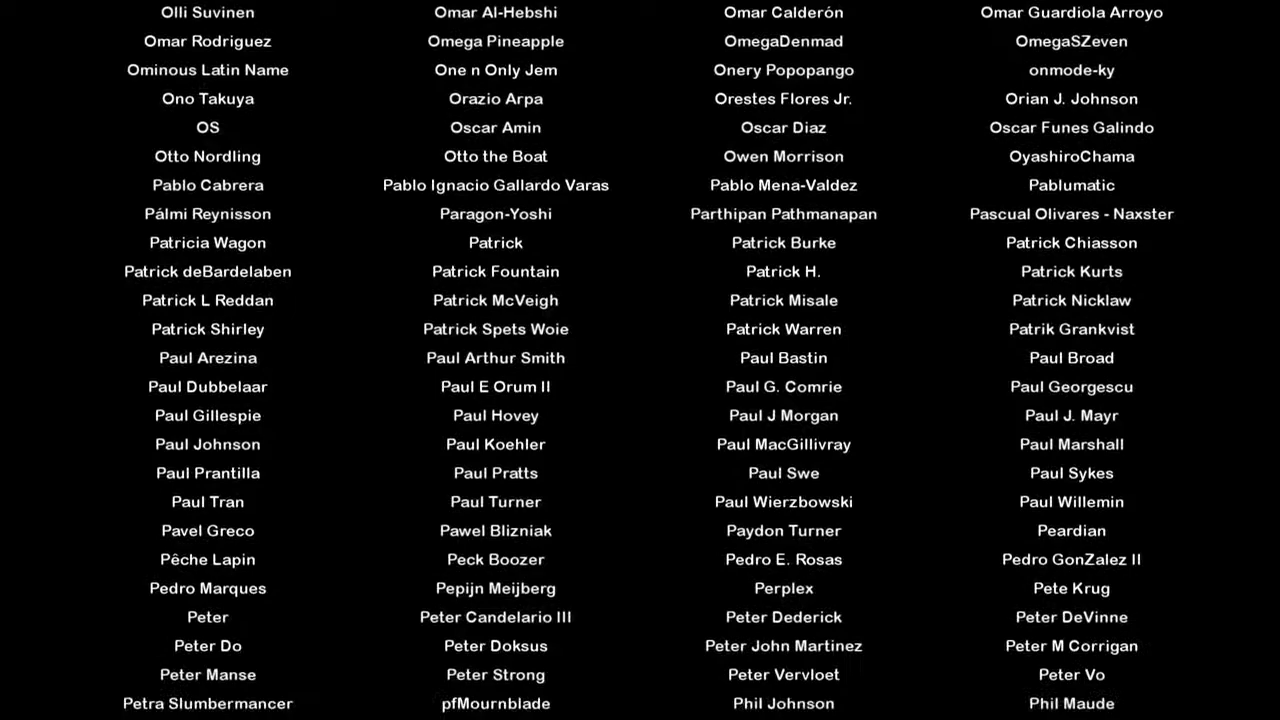 Olli Suvinen Omar Al-Hebshi Omar Calderón Omar Guardiola Arroyo
Omar Rodriguez Omega Pineapple OmegaDenmad OmegaSZeven
Ominous Latin Name One n Only Jem Onery Popopango onmode-ky
Ono Takuya Orazio Arpa Orestes Flores Jr. Orian J. Johnson
OS Oscar Amin Oscar Diaz Oscar Funes Galindo
Otto Nordling Otto the Boat Owen Morrison OyashiroChama
Pablo Cabrera Pablo Ignacio Gallardo Varas Pablo Mena-Valdez Pablumatic
Pálmi Reynisson Paragon-Yoshi Parthipan Pathmanapan Pascual Olivares - Naxster
Patricia Wagon Patrick Patrick Burke Patrick Chiasson
Patrick deBardelaben Patrick Fountain Patrick H. Patrick Kurts
Patrick L Reddan Patrick McVeigh Patrick Misale Patrick Nicklaw
Patrick Shirley Patrick Spets Woie Patrick Warren Patrik Grankvist
Paul Arezina Paul Arthur Smith Paul Bastin Paul Broad
Paul Dubbelaar Paul E Orum II Paul G. Comrie Paul Georgescu
Paul Gillespie Paul Hovey Paul J Morgan Paul J. Mayr
Paul Johnson Paul Koehler Paul MacGillivray Paul Marshall
Paul Prantilla Paul Pratts Paul Swe Paul Sykes
Paul Tran Paul Turner Paul Wierzbowski Paul Willemin
Pavel Greco Pawel Blizniak Paydon Turner Peardian
Pêche Lapin Peck Boozer Pedro E. Rosas Pedro GonZalez II
Pedro Marques Pepijn Meijberg Perplex Pete Krug
Peter Peter Candelario III Peter Dederick Peter DeVinne
Peter Do Peter Doksus Peter John Martinez Peter M Corrigan
Peter Manse Peter Strong Peter Vervloet Peter Vo
Petra Slumbermancer pfMournblade Phil Johnson Phil Maude